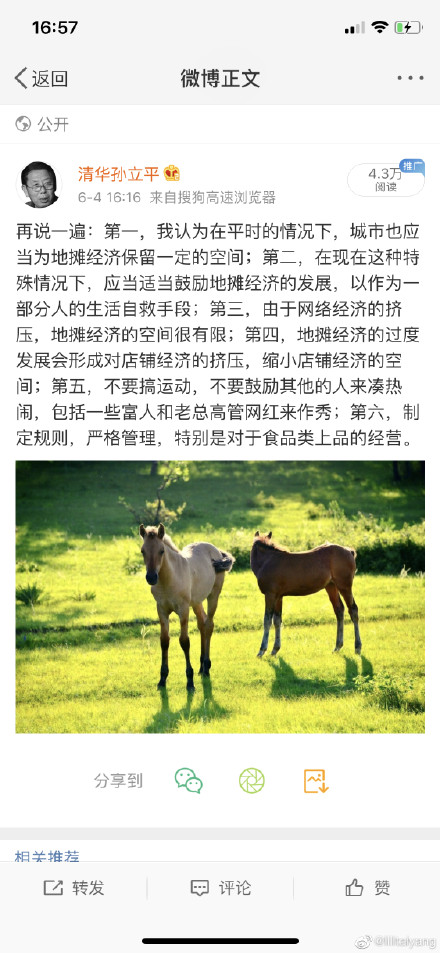 16:57
返回
微博正文
公开
清华孙立平
推广
4.3万
阅读
6-4 16:16 来自搜狗高速浏览器
再说一遍：第一，我认为在平时的情况下，城市也应
当为地摊经济保留一定的空间；第二，在现在这种特
殊情况下，应当适当鼓励地摊经济的发展，以作为一
部分人的生活自救手段；第三，由于网络经济的挤
压，地摊经济的空间很有限；第四，地摊经济的过度
发展会形成对店铺经济的挤压，缩小店铺经济的空
间；第五，不要搞运动，不要鼓励其他的人来凑热
闹，包括一些富人和老总高管网红来作秀；第六，制
定规则，严格管理，特别是对于食品类上品的经营。
分享到
相关推荐
转发
评论
赞